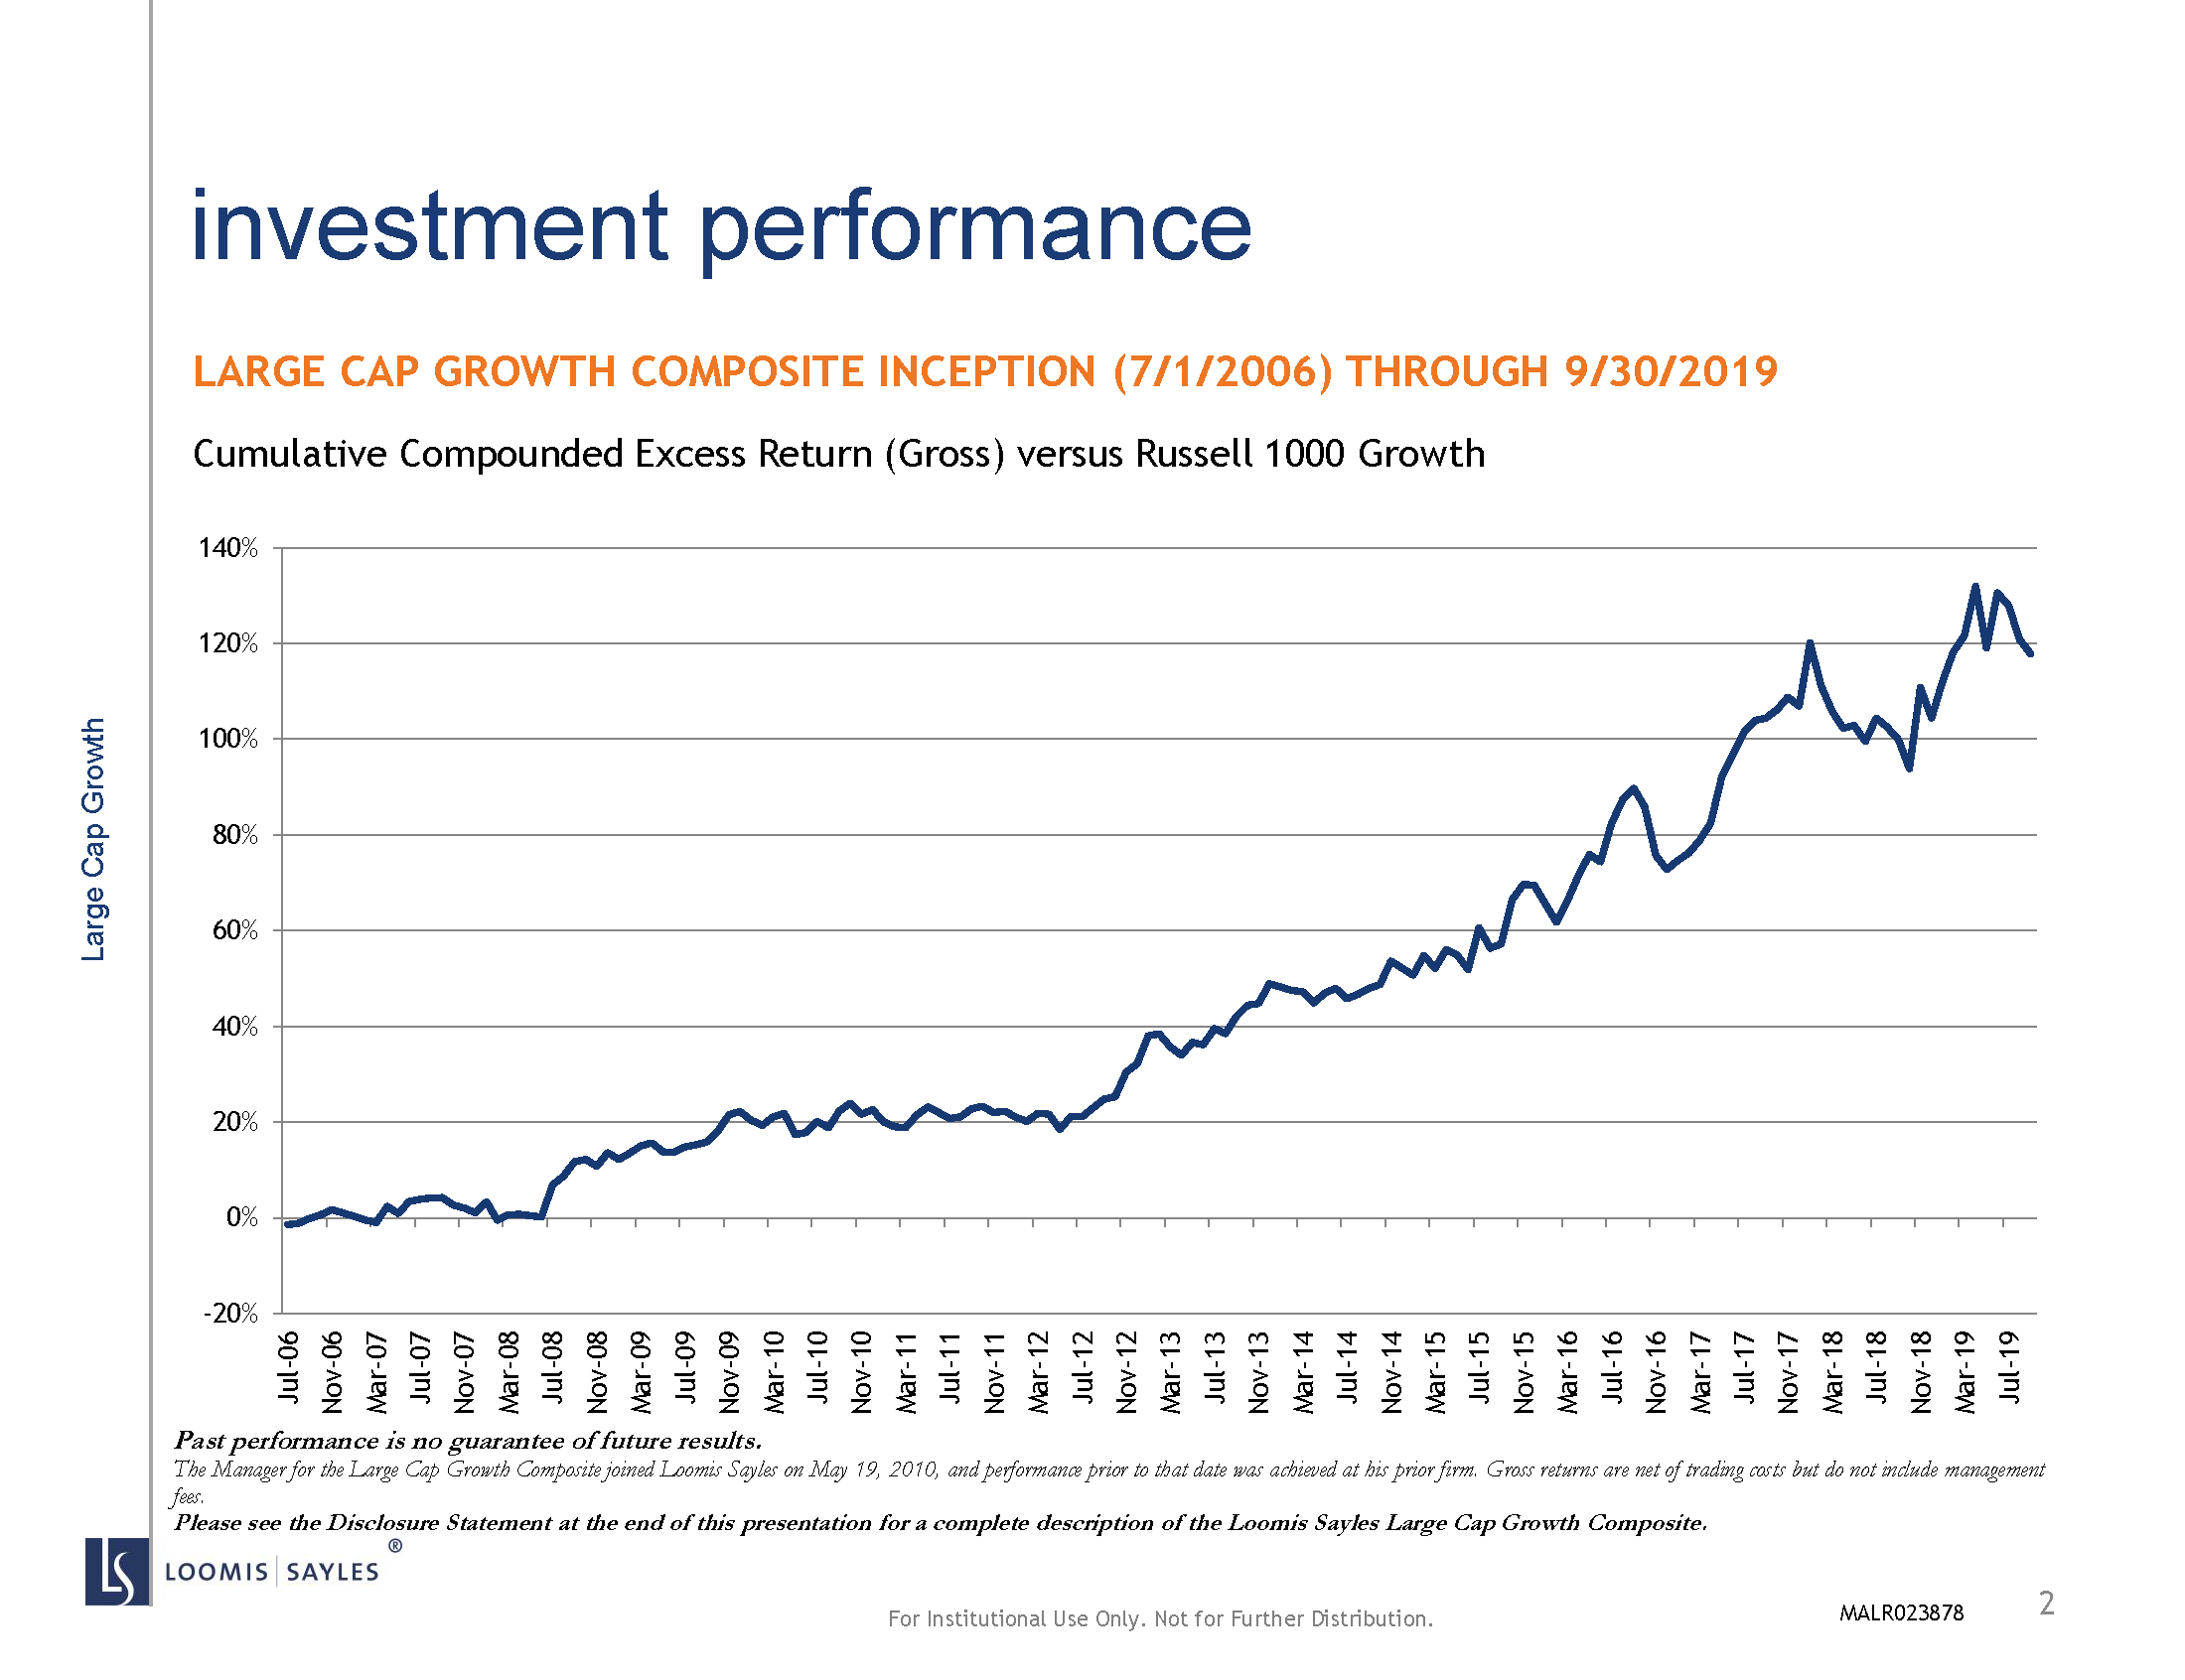 investment performance
LARGE CAP GROWTH COMPOSITE INCEPTION (7/1/2006) THROUGH 9/30/2019
Cumulative Compounded Excess Return (Gross) versus Russell 1000 Growth
Large Cap Growth
140%
120%
100%
80%
60%
40%
20%
0%
-20%
Jul-06
Nov-06
Mar-07
Jul-07
Nov-07
Mar-08
Jul-08
Nov-08
Mar-09
Jul-09
Nov-09
Mar-10
Jul-10
Nov-10
Mar-11
Jul-11
Nov-11
Mar-12
Jul-12
Nov-12
Mar-13
Jul-13
Nov-13
Mar-14
Jul-14
Nov-14
Mar-15
Jul-15
Nov-15
Mar-16
Jul-16
Nov-16
Mar-17
Jul-17
Nov-17
Mar-18
Jul-18
Nov-18
Mar-19
Jul-19
Past performance is no guarantee of future results.
The Manager for the Large Cap Growth Composite joined Loomis Sayles on May 19, 2010, and performance prior to that date was achieved at his prior firm. Gross returns are net of trading costs but do not include management
fees.
Please see the Disclosure Statement at the end of this presentation for a complete description of the Loomis Sayles Large Cap Growth Composite.
LS LOOMIS | SAYLES ®
For Institutional Use Only. Not for Further Distribution.
MALR023878
2